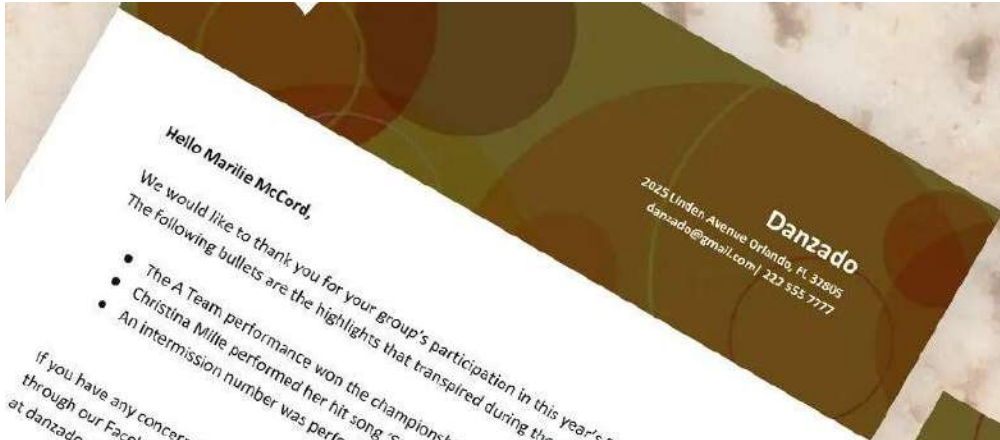 Danzado
2025 Linden Avenue Orlando, FL 32805
danzado@gmail.com| 222 555 7777
Hello Marilie McCord,
We would like to thank you for your group's participation in this year's
The following bullets are the highlights that transpired during the
• The A Team performance won the champions
• Christina Milie performed her hit song
• An intermission number was perfo
If you have any concer
through our Face
at danzado